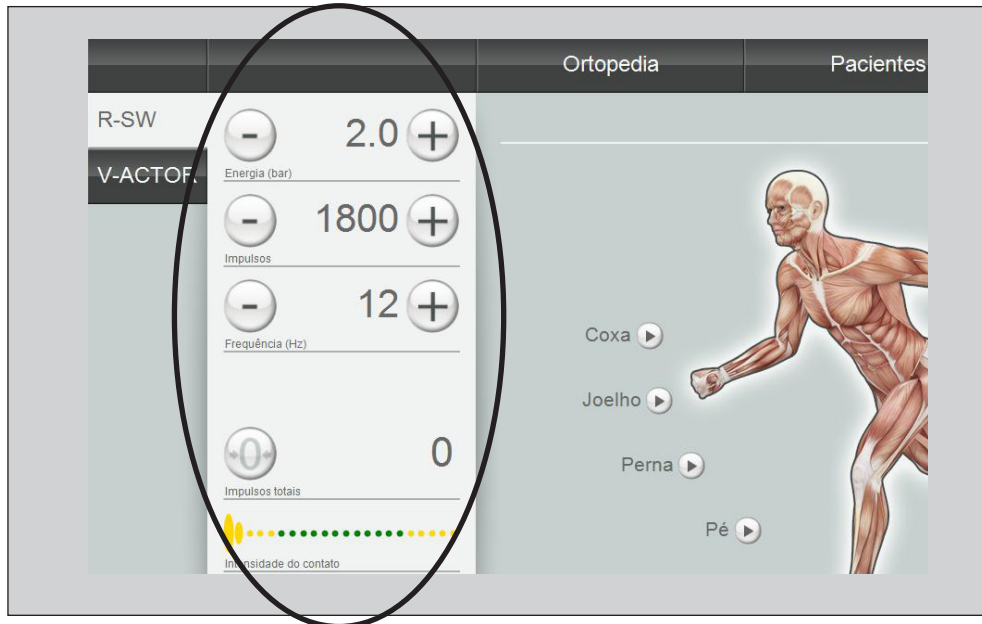 Ortopedia
Pacientes
R-SW
V-ACTOR
- 2.0 +
Energia (bar)
- 1800 +
Impulsos
- 12 +
Frequência (Hz)
Coxa
Joelho
Perna
Pé
0 0
Impulsos totais
Intensidade do contato